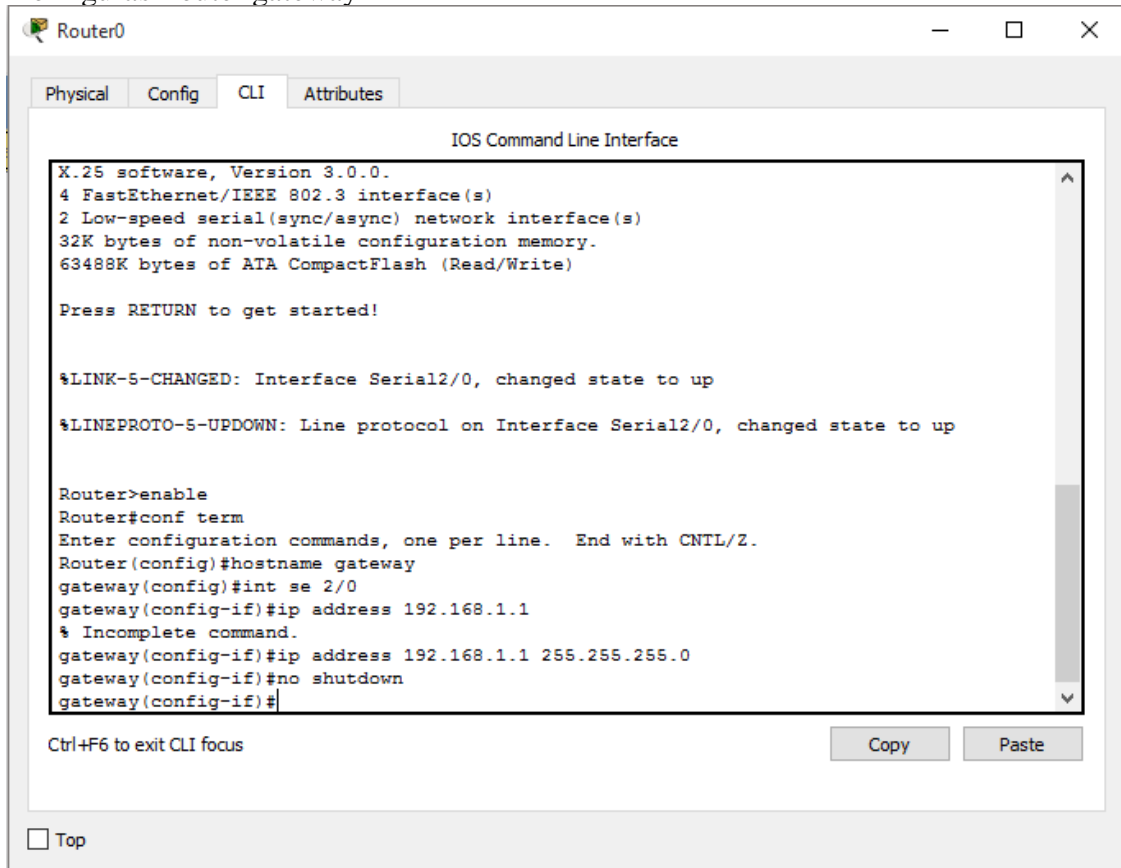 Router0
Physical Config CLI Attributes
IOS Command Line Interface
X.25 software, Version 3.0.0.
4 FastEthernet/IEEE 802.3 interface(s)
2 Low-speed serial(sync/async) network interface(s)
32K bytes of non-volatile configuration memory.
63488K bytes of ATA CompactFlash (Read/Write)
Press RETURN to get started!
%LINK-5-CHANGED: Interface Serial2/0, changed state to up
%LINEPROTO-5-UPDOWN: Line protocol on Interface Serial2/0, changed state to up
Router>enable
Router#conf term
Enter configuration commands, one per line.  End with CNTL/Z.
Router(config)#hostname gateway
gateway(config)#int se 2/0
gateway(config-if)#ip address 192.168.1.1
% Incomplete command.
gateway(config-if)#ip address 192.168.1.1 255.255.255.0
gateway(config-if)#no shutdown
gateway(config-if)#
Ctrl+F6 to exit CLI focus
Copy Paste
Top